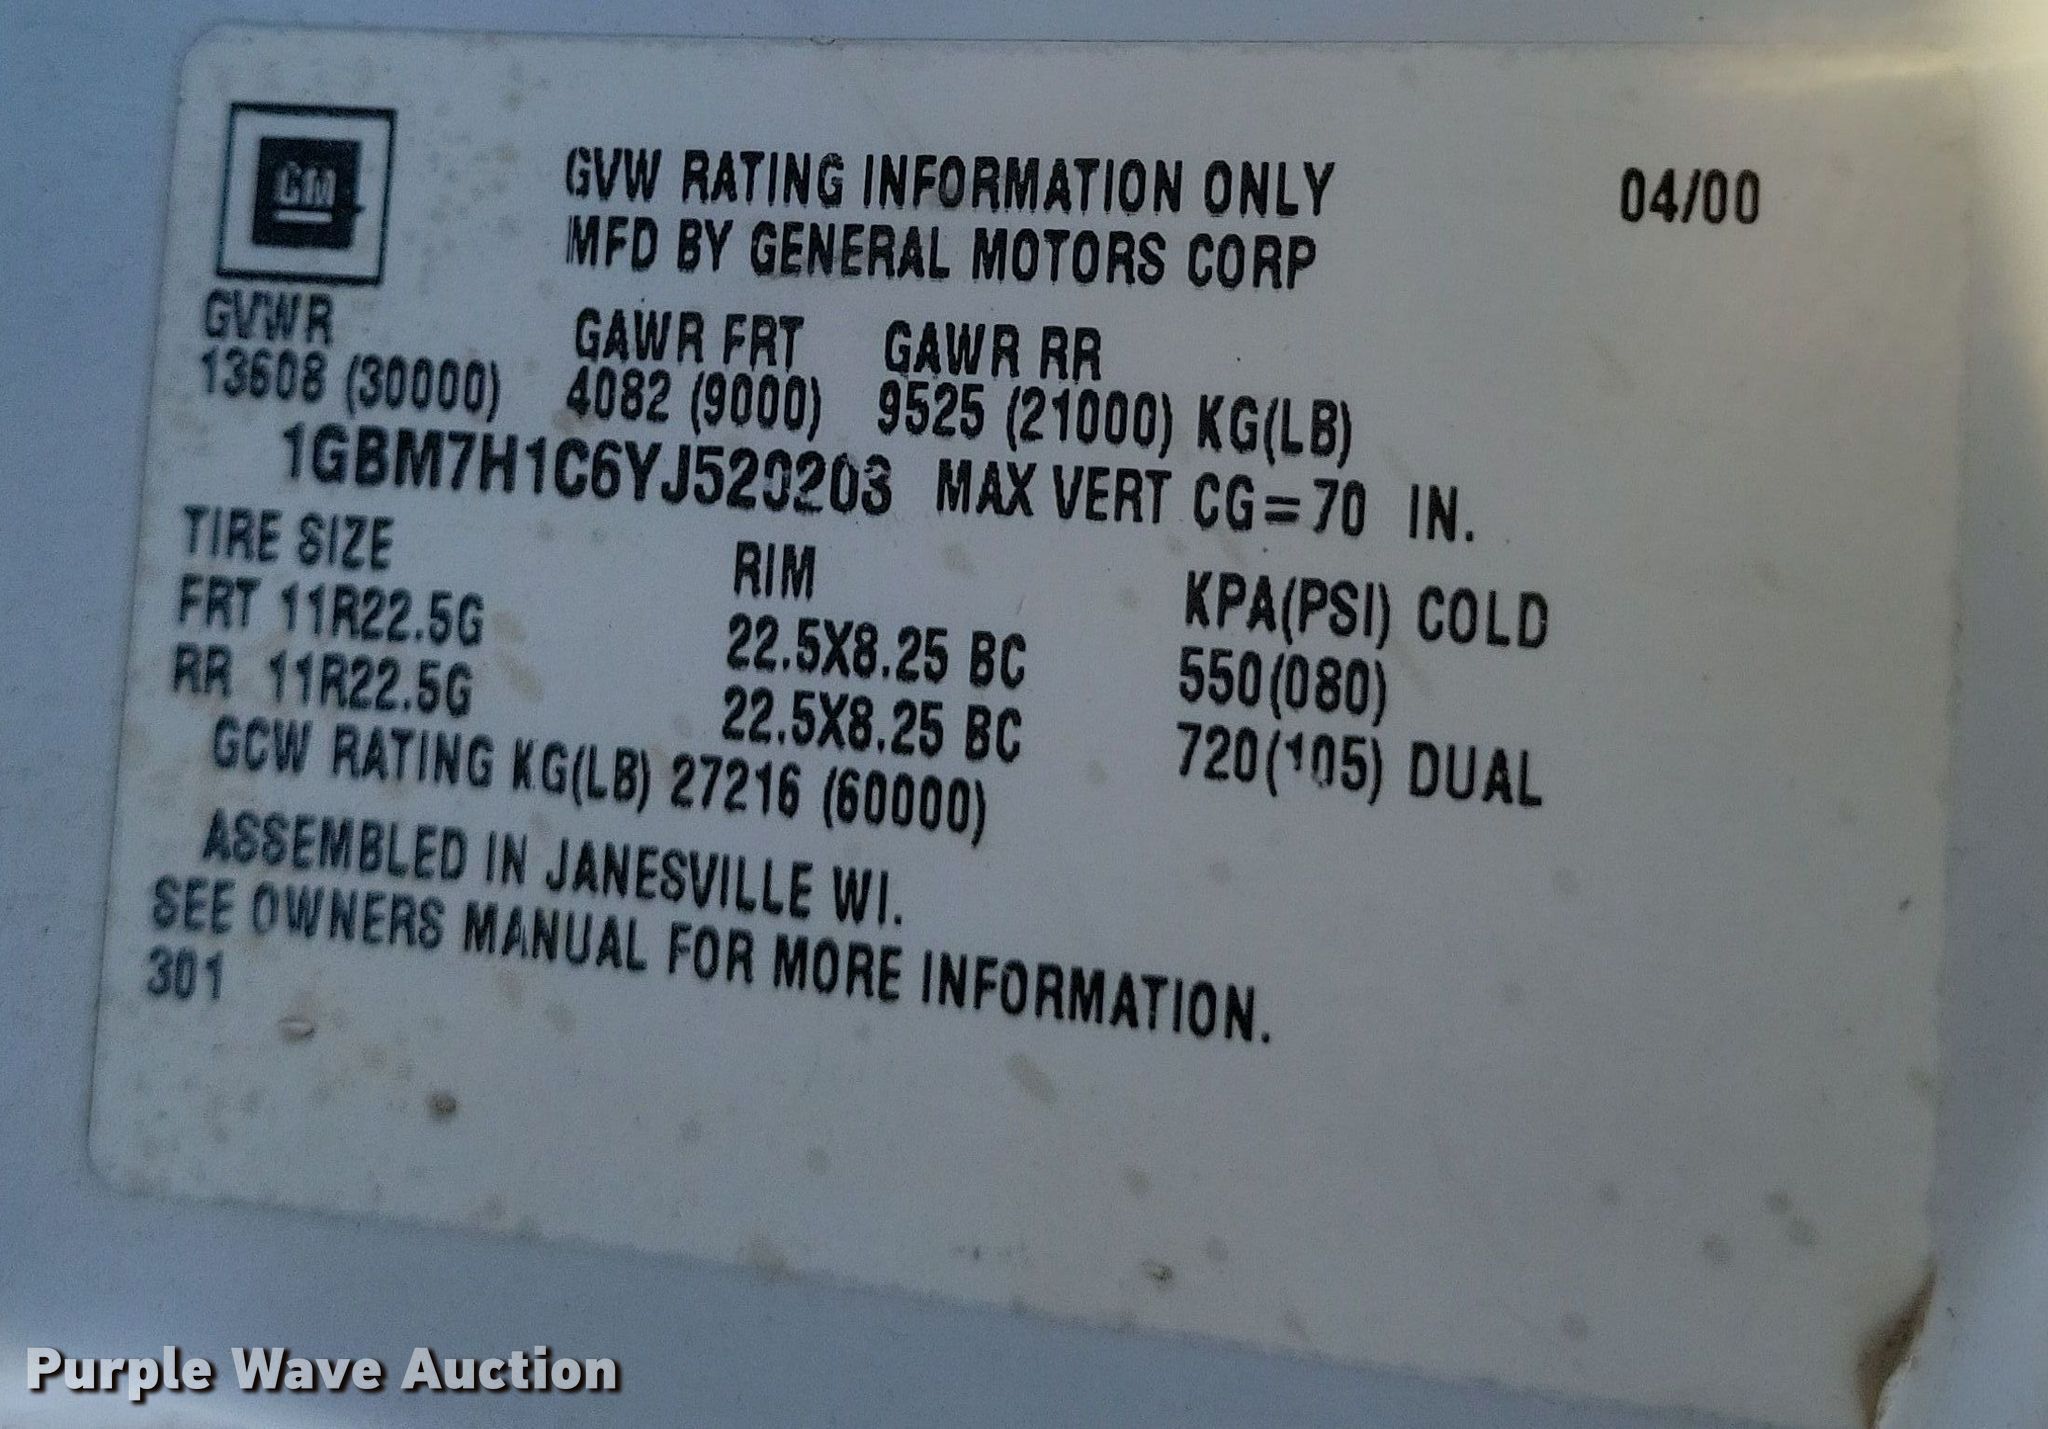 GM
GVW RATING INFORMATION ONLY 04/00
MFD BY GENERAL MOTORS CORP
GVWR GAWR FRT GAWR RR
13608 (30000) 4082 (9000) 9525 (21000) KG(LB)
1GBM7H1C6YJ520203 MAX VERT CG=70 IN.
TIRE SIZE RIM KPA(PSI) COLD
FRT 11R22.5G 22.5X8.25 BC 550(080)
RR 11R22.5G 22.5X8.25 BC 720(105) DUAL
GCW RATING KG(LB) 27216 (60000)
ASSEMBLED IN JANESVILLE WI.
SEE OWNERS MANUAL FOR MORE INFORMATION.
301
Purple Wave Auction